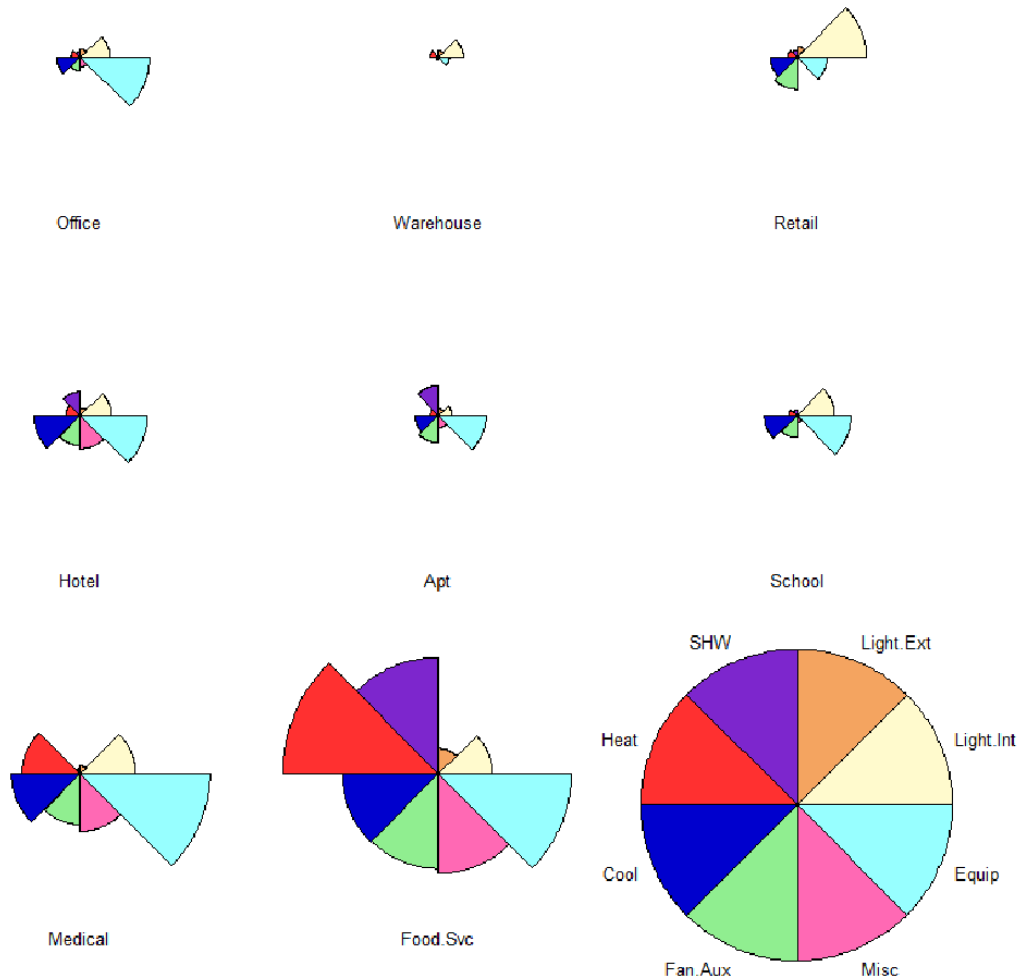 Office
Warehouse
Retail
Hotel
Apt
School
SHW
Light.Ext
Heat
Light.Int
Cool
Equip
Medical
Food.Svc
Fan.Aux
Misc